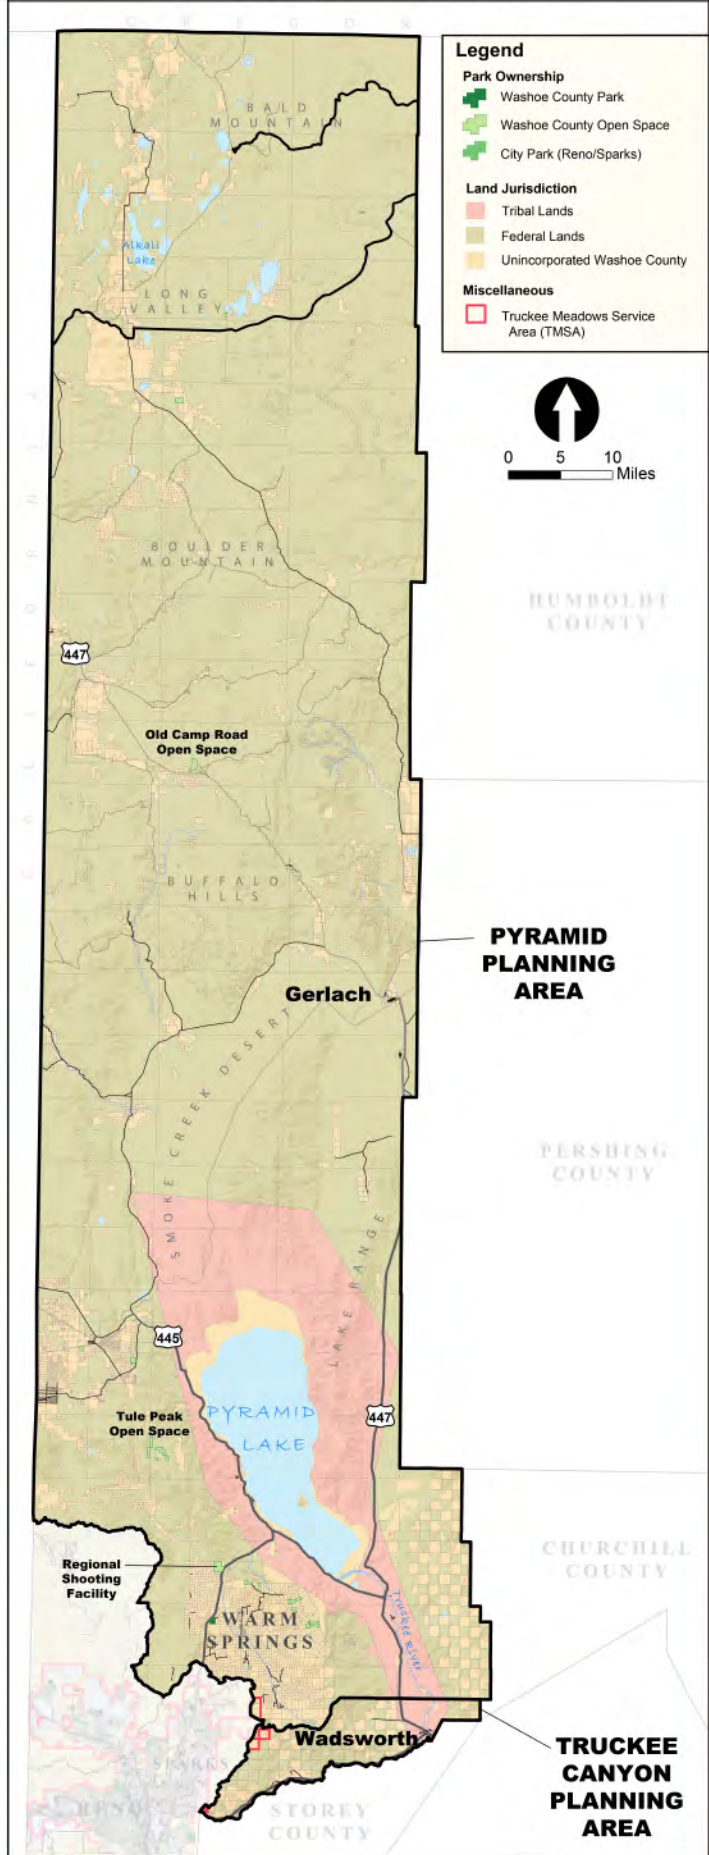 OREGON
Legend
Park Ownership
Washoe County Park
Washoe County Open Space
City Park (Reno/Sparks)
Land Jurisdiction
Tribal Lands
Federal Lands
Unincorporated Washoe County
Miscellaneous
Truckee Meadows Service
Area (TMSA)
0 5 10
Miles
BALD
MOUNTAIN
Alkali
Lake
LONG
VALLEY
CALIFORNIA
BOULDER
MOUNTAIN
HUMBOLDT
COUNTY
447
Old Camp Road
Open Space
BUFFALO
HILLS
PYRAMID
PLANNING
AREA
Gerlach
SMOKE CREEK DESERT
PERSHING
COUNTY
LAKE RANGE
445
PYRAMID
LAKE
447
Tule Peak
Open Space
CHURCHILL
COUNTY
Regional
Shooting
Facility
WARM
SPRINGS
Truckee River
Wadsworth
TRUCKEE
CANYON
PLANNING
AREA
SPARKS
RENO
STOREY
COUNTY